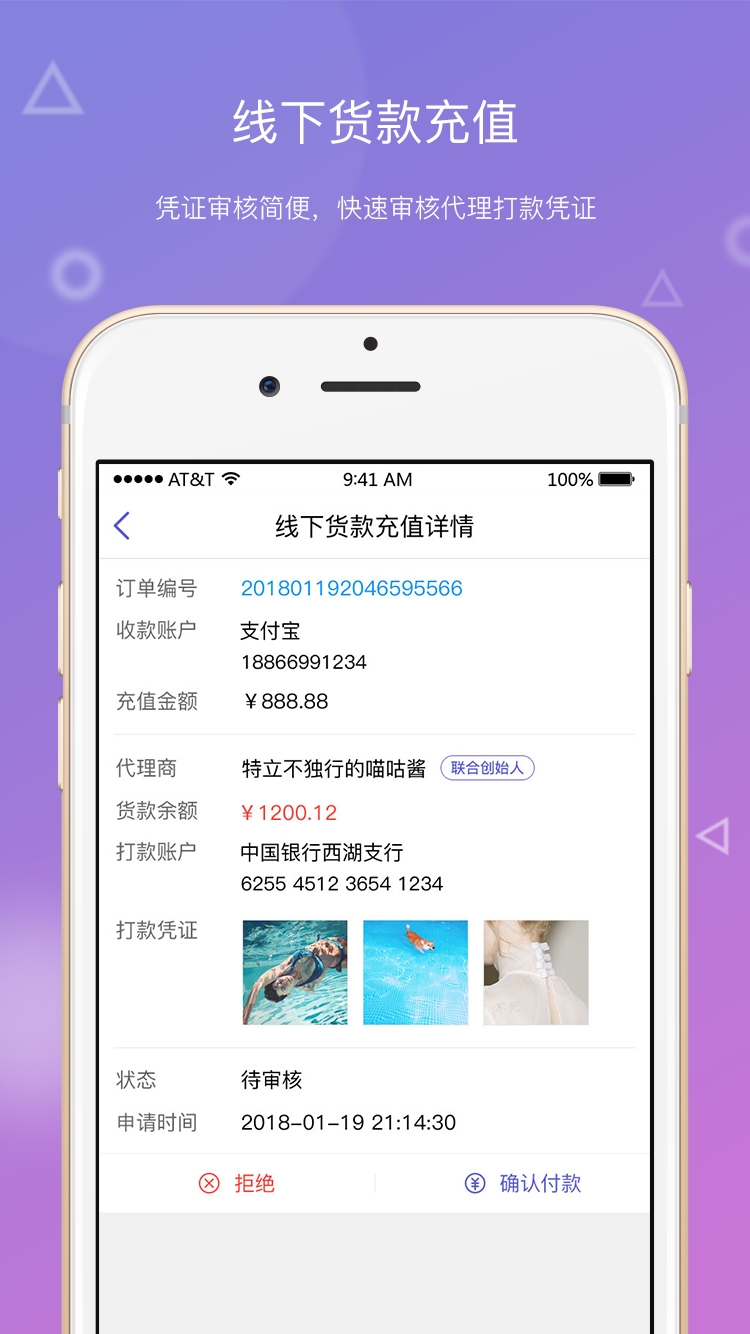 线下货款充值
凭证审核简便，快速审核代理打款凭证
AT&T 9:41 AM 100%
线下货款充值详情
订单编号 201801192046595566
收款账户 支付宝
18866991234
充值金额 ￥888.88
代理商 特立不独行的喵咕酱 联合创始人
货款余额 ￥1200.12
打款账户 中国银行西湖支行
6255 4512 3654 1234
打款凭证
状态 待审核
申请时间 2018-01-19 21:14:30
拒绝 确认付款